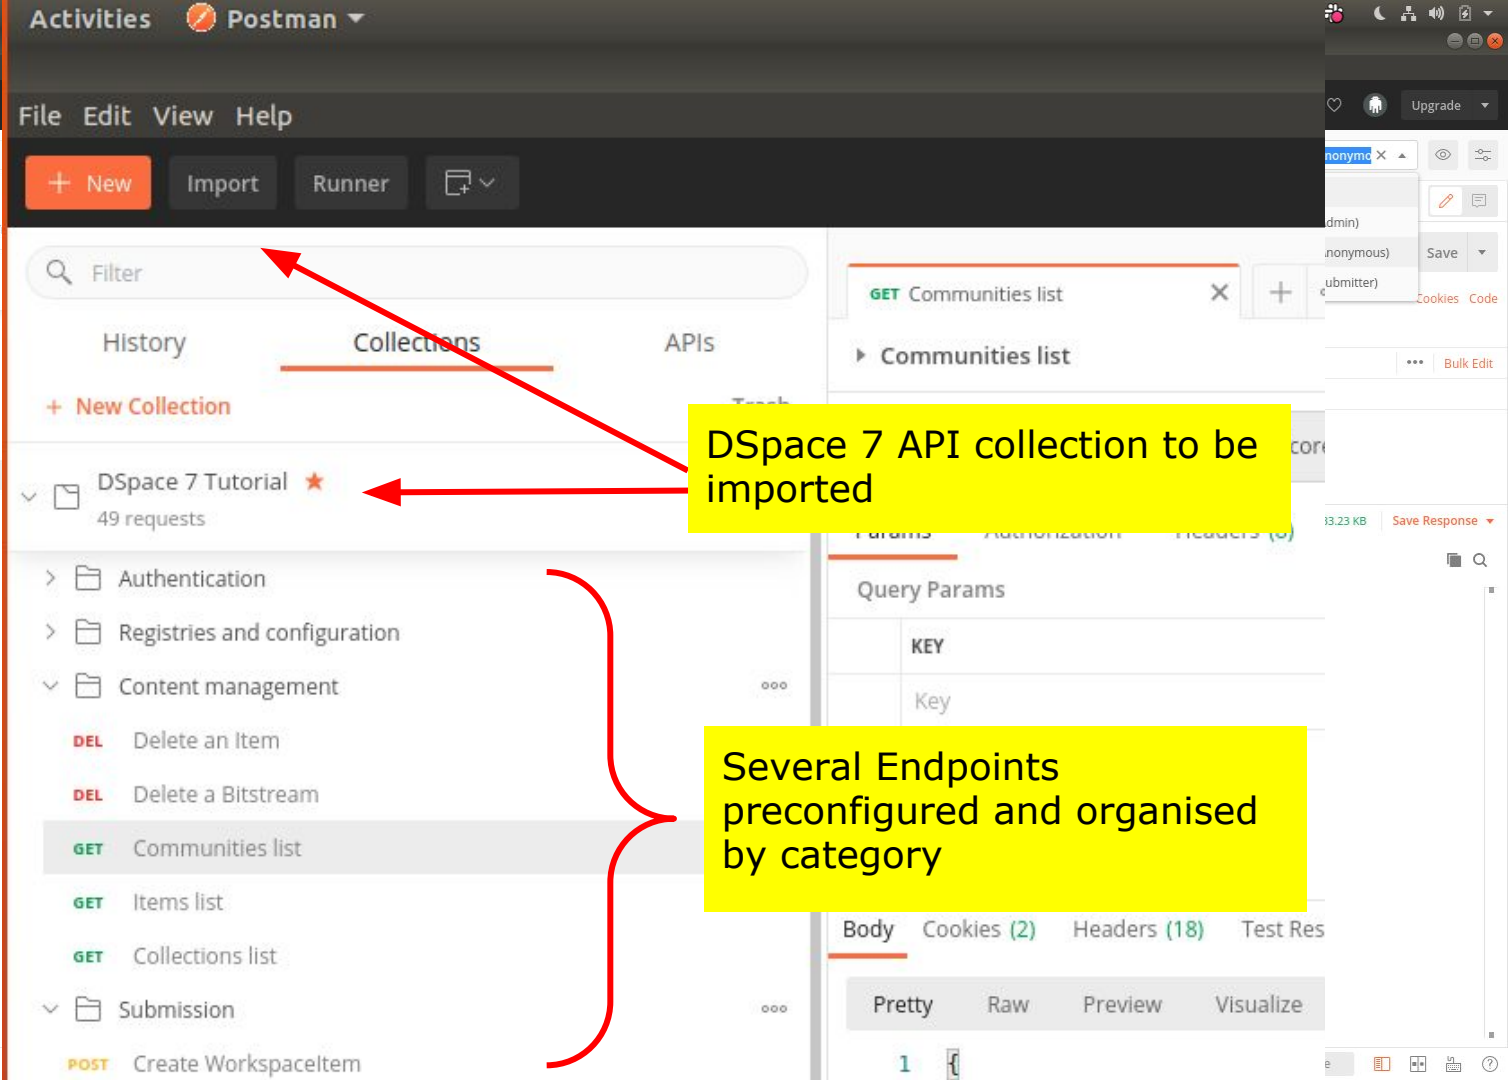 Activities Postman
File Edit View Help
New Import Runner
Upgrade
Filter
GET Communities list
Save
Cookies Code
History Collections APIs
Communities list
Bulk Edit
+ New Collection
DSpace 7 API collection to be
imported
DSpace 7 Tutorial
49 requests
Save Response
Authentication
Query Params
Registries and configuration
KEY
Content management
Key
DEL Delete an Item
DEL Delete a Bitstream
Several Endpoints
preconfigured and organised
by category
GET Communities list
GET Items list
GET Collections list
Body Cookies (2) Headers (18) Test Res
Submission
Pretty Raw Preview Visualize
POST Create WorkspaceItem
1 {